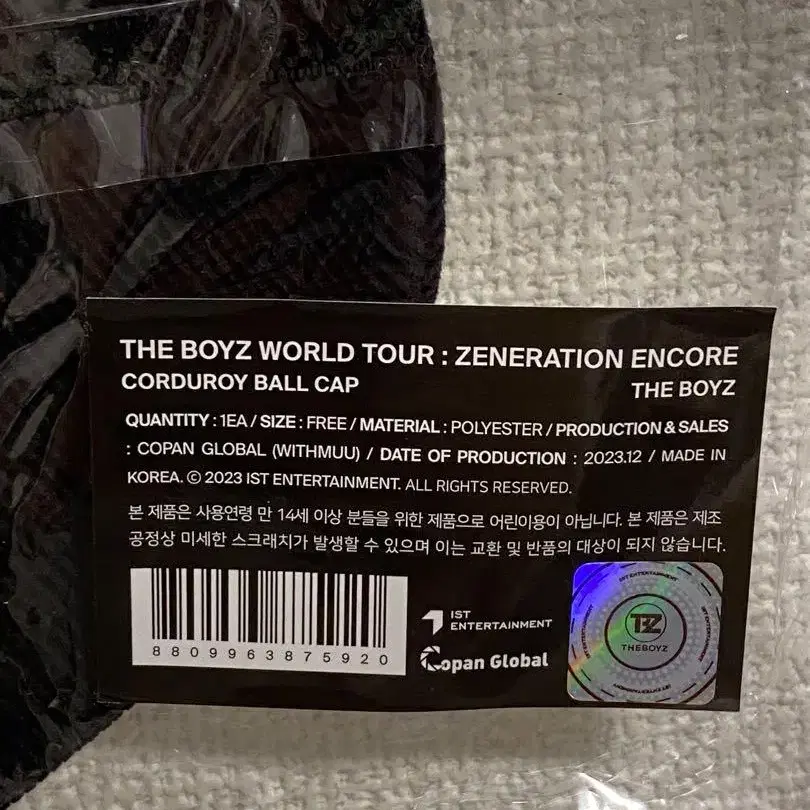 THE BOYZ WORLD TOUR : ZENERATION ENCORE
CORDUROY BALL CAP
THE BOYZ
QUANTITY : 1EA / SIZE : FREE / MATERIAL : POLYESTER / PRODUCTION & SALES
: COPAN GLOBAL (WITHMUU) / DATE OF PRODUCTION : 2023.12 / MADE IN
KOREA. © 2023 IST ENTERTAINMENT. ALL RIGHTS RESERVED.
본 제품은 사용연령 만 14세 이상 분들을 위한 제품으로 어린이용이 아닙니다. 본 제품은 제조
공정상 미세한 스크래치가 발생할 수 있으며 이는 교환 및 반품의 대상이 되지 않습니다.
8809963875920
IST
ENTERTAINMENT
Copan Global
IST ENTERTAINMENT
TBZ
THEBOYZ